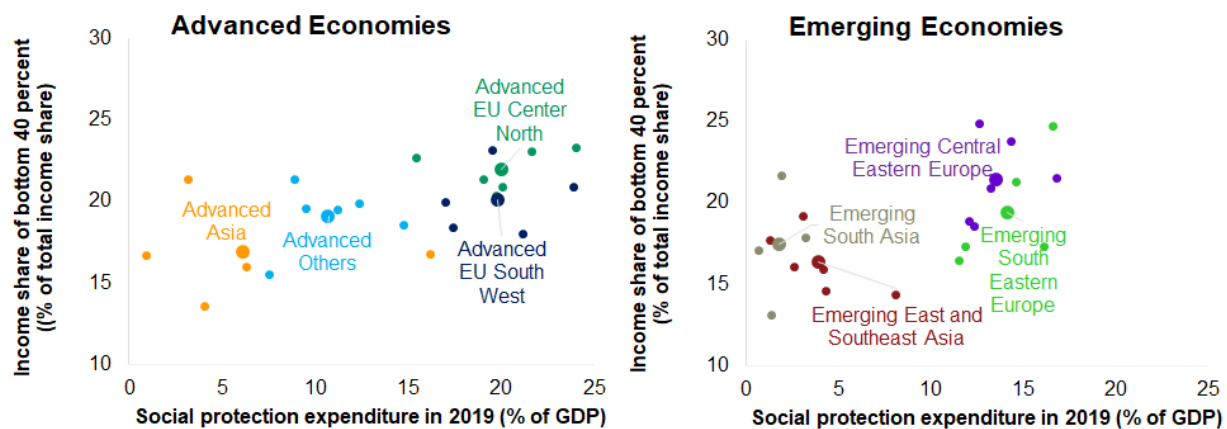 Advanced Economies
Income share of bottom 40 percent
((% of total income share)
30
25
20
15
10
Advanced
EU Center
North
Advanced
Asia
Advanced
Others
Advanced
EU South
West
0
5
10
15
20
25
Social protection expenditure in 2019 (% of GDP)
Emerging Economies
Income share of bottom 40 percent
(% of total income share)
30
25
20
15
10
Emerging Central
Eastern Europe
Emerging
South Asia
Emerging
South
Eastern
Europe
Emerging East and
Southeast Asia
0
5
10
15
20
25
Social protection expenditure in 2019 (% of GDP)